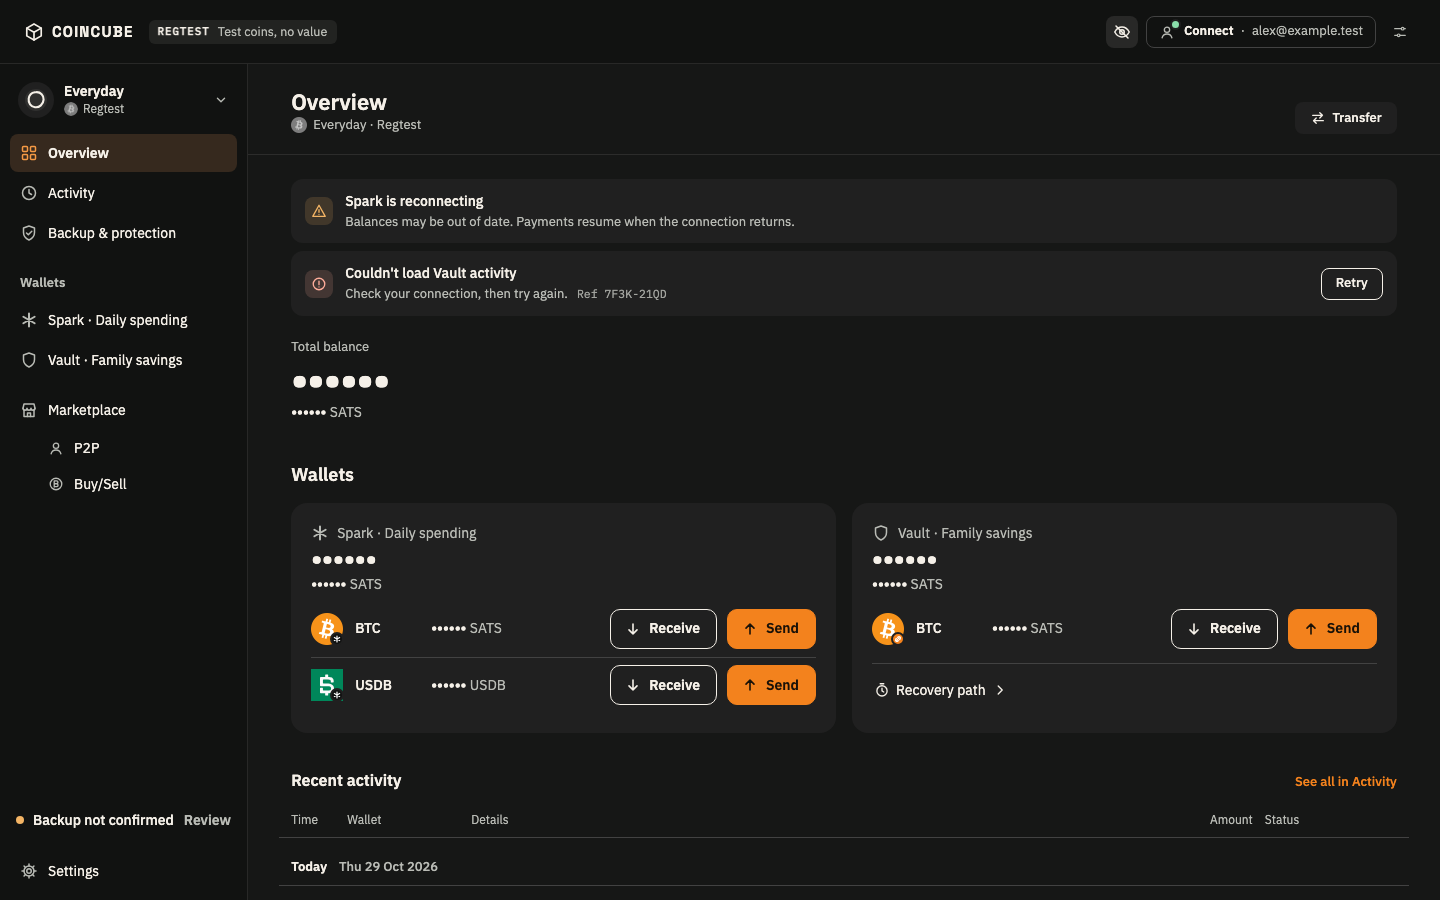 COINCUBE
REGTEST Test coins, no value
Connect · alex@example.test
Everyday
Regtest
Overview
Activity
Backup & protection
Wallets
Spark · Daily spending
Vault · Family savings
Marketplace
P2P
Buy/Sell
Backup not confirmed Review
Settings
Overview
Everyday · Regtest
Transfer
Spark is reconnecting
Balances may be out of date. Payments resume when the connection returns.
Couldn't load Vault activity
Check your connection, then try again. Ref 7F3K-21QD
Retry
Total balance
•••••• SATS
Wallets
Spark · Daily spending
•••••• SATS
BTC •••••• SATS Receive Send
USDB •••••• USDB Receive Send
Vault · Family savings
•••••• SATS
BTC •••••• SATS Receive Send
Recovery path
Recent activity
See all in Activity
Time Wallet Details Amount Status
Today Thu 29 Oct 2026